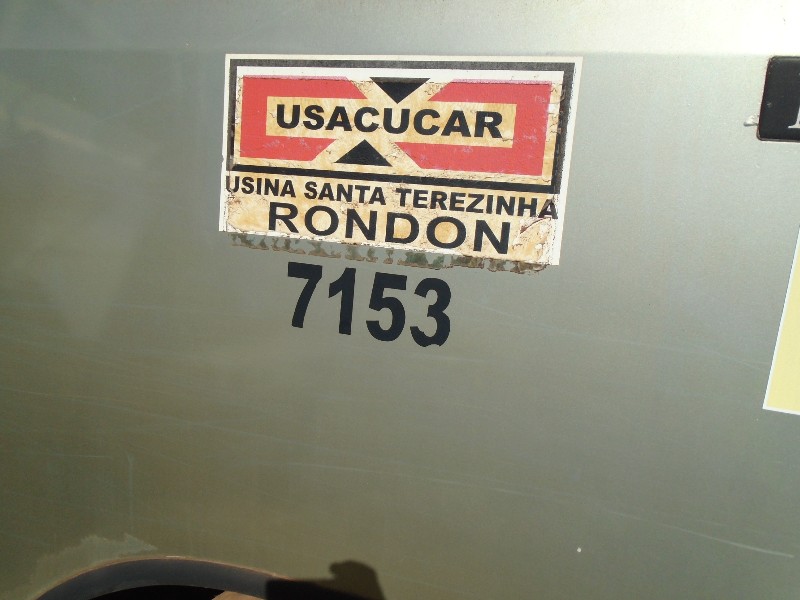 USACUCAR
USINA SANTA TEREZINHA
RONDON
7153